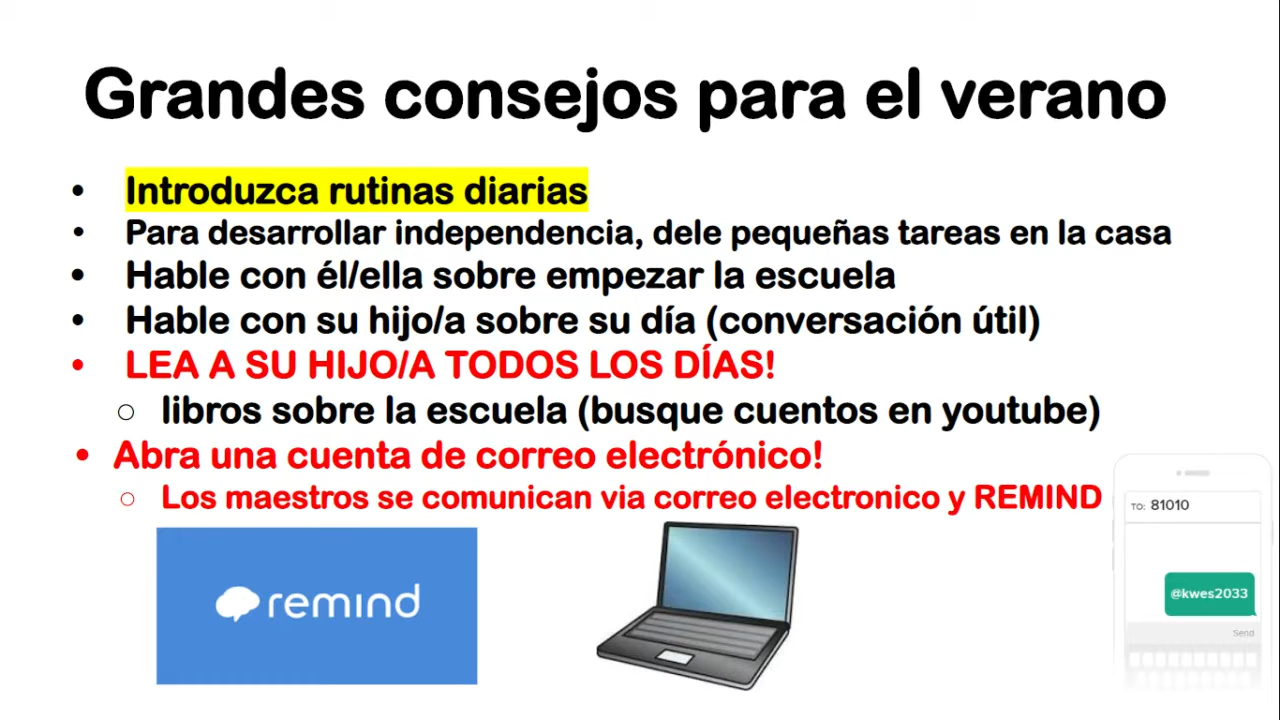 Grandes consejos para el verano
• Introduzca rutinas diarias
• Para desarrollar independencia, dele pequeñas tareas en la casa
• Hable con él/ella sobre empezar la escuela
• Hable con su hijo/a sobre su día (conversación útil)
• LEA A SU HIJO/A TODOS LOS DÍAS!
○ libros sobre la escuela (busque cuentos en youtube)
• Abra una cuenta de correo electrónico!
○ Los maestros se comunican via correo electronico y REMIND
TO: 81010
@kwes2033
Send
remind